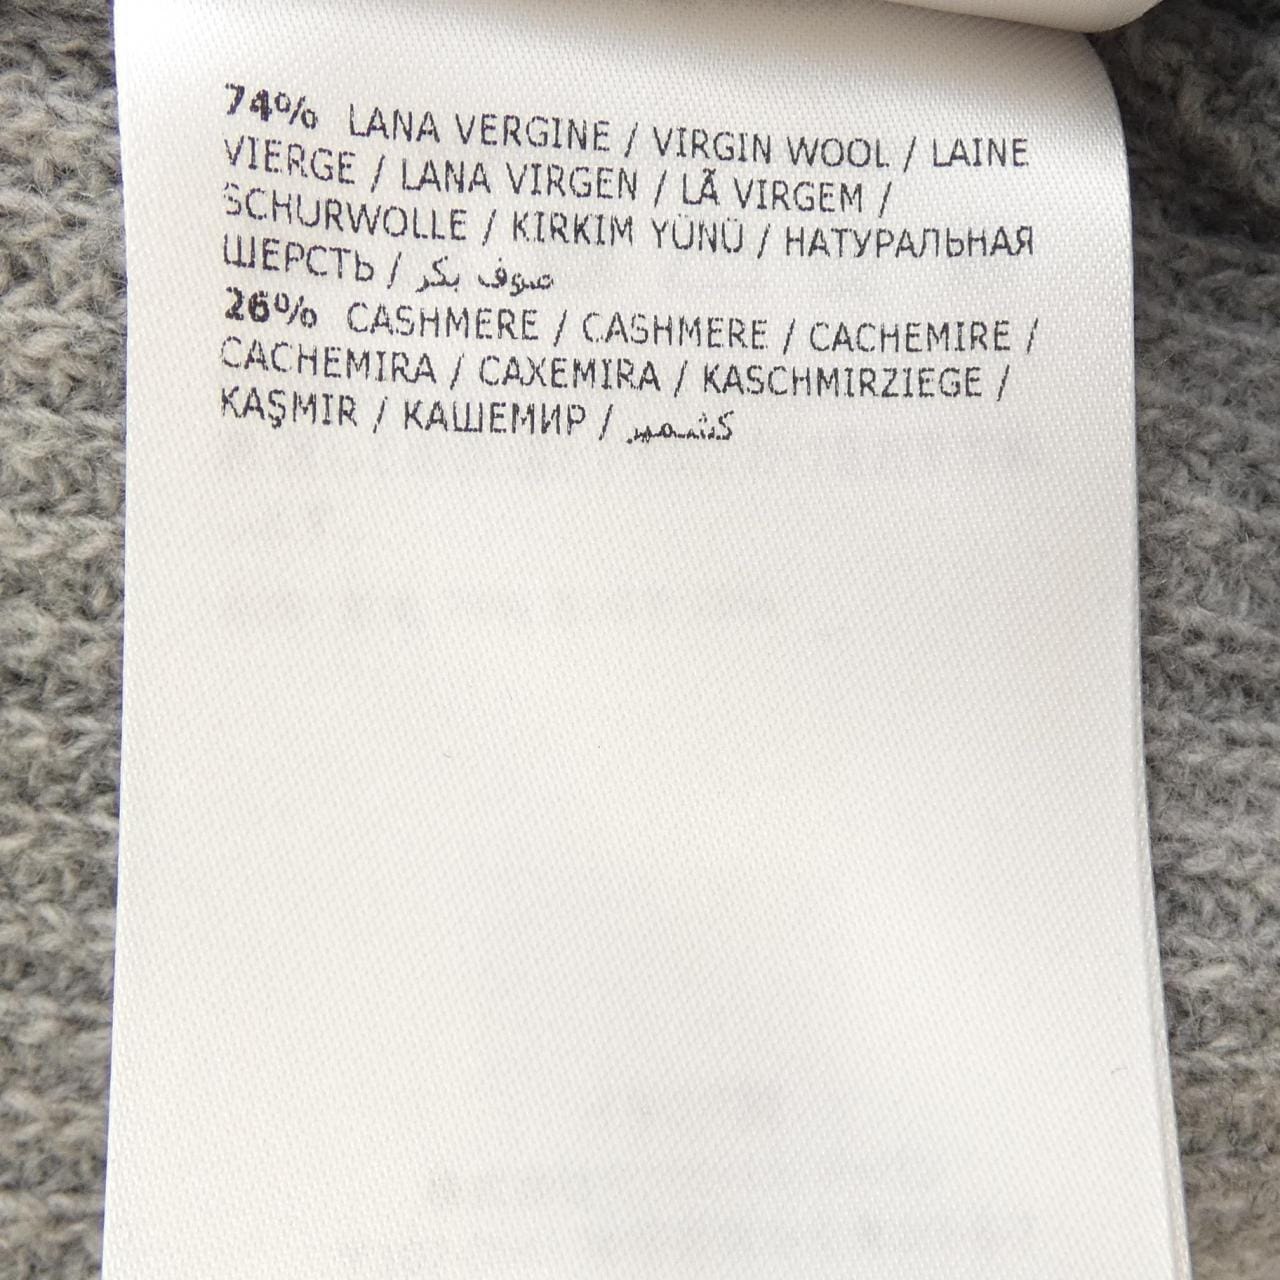 74% LANA VERGINE / VIRGIN WOOL / LAINE
VIERGE / LANA VIRGEN / LÃ VIRGEM /
SCHURWOLLE / KIRKIM YÜNÜ / НАТУРАЛЬНАЯ
ШЕРСТЬ / صوف بكر
26% CASHMERE / CASHMERE / CACHEMIRE /
CACHEMIRA / CAXEMIRA / KASCHMIRZIEGE /
KAŞMIR / КАШЕМИР / كشمير